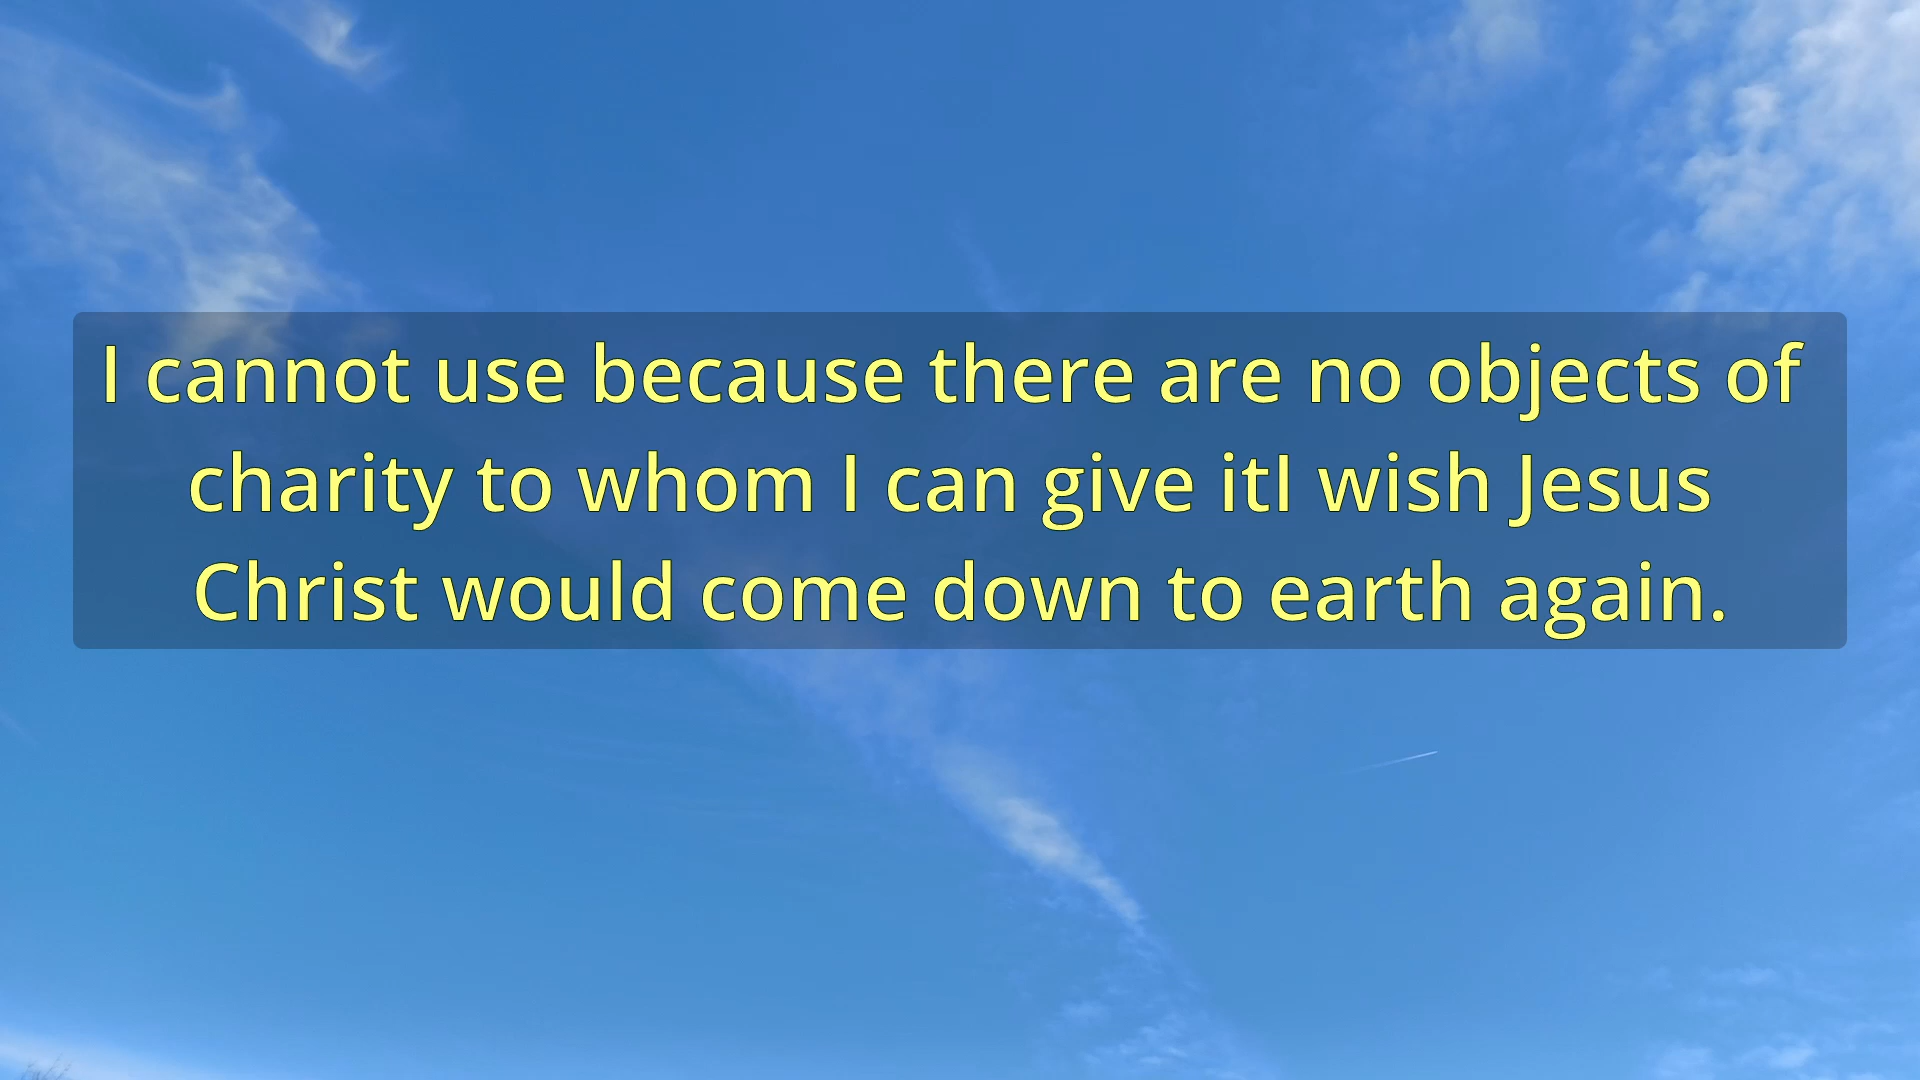 I cannot use because there are no objects of
charity to whom I can give itI wish Jesus
Christ would come down to earth again.